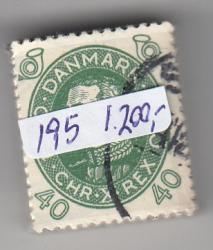 DANMARK
195 1.200,-
CHR. X. REX
40 40